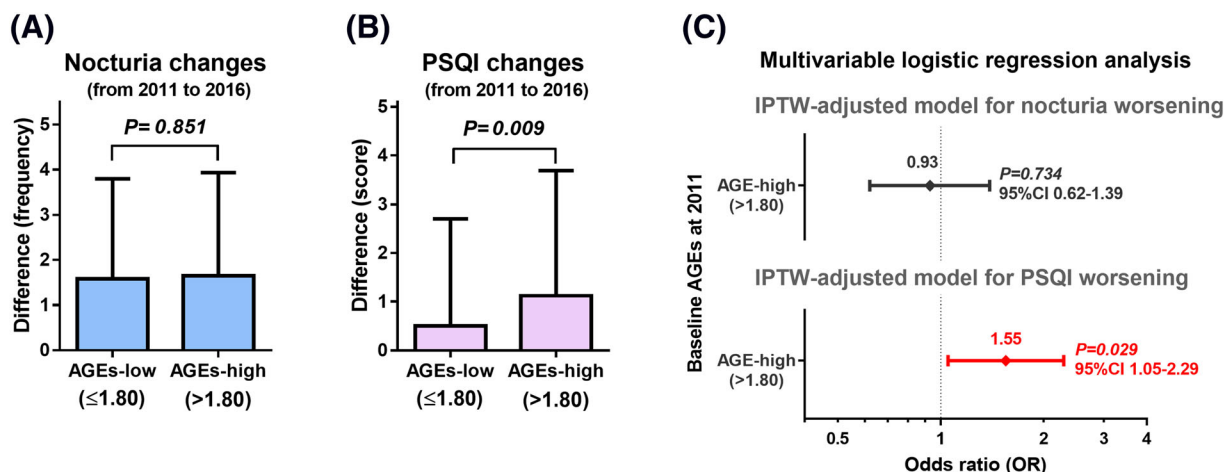 (A)
Nocturia changes
(from 2011 to 2016)
P= 0.851
Difference (frequency)
5
4
3
2
1
0
AGEs-low
(≤1.80)
AGEs-high
(>1.80)
(B)
PSQI changes
(from 2011 to 2016)
P= 0.009
Difference (score)
5
4
3
2
1
0
AGEs-low
(≤1.80)
AGEs-high
(>1.80)
(C)
Multivariable logistic regression analysis
IPTW-adjusted model for nocturia worsening
Baseline AGEs at 2011
AGE-high
(>1.80)
0.93
P=0.734
95%CI 0.62-1.39
IPTW-adjusted model for PSQI worsening
AGE-high
(>1.80)
1.55
P=0.029
95%CI 1.05-2.29
0.5 1 2 3 4
Odds ratio (OR)